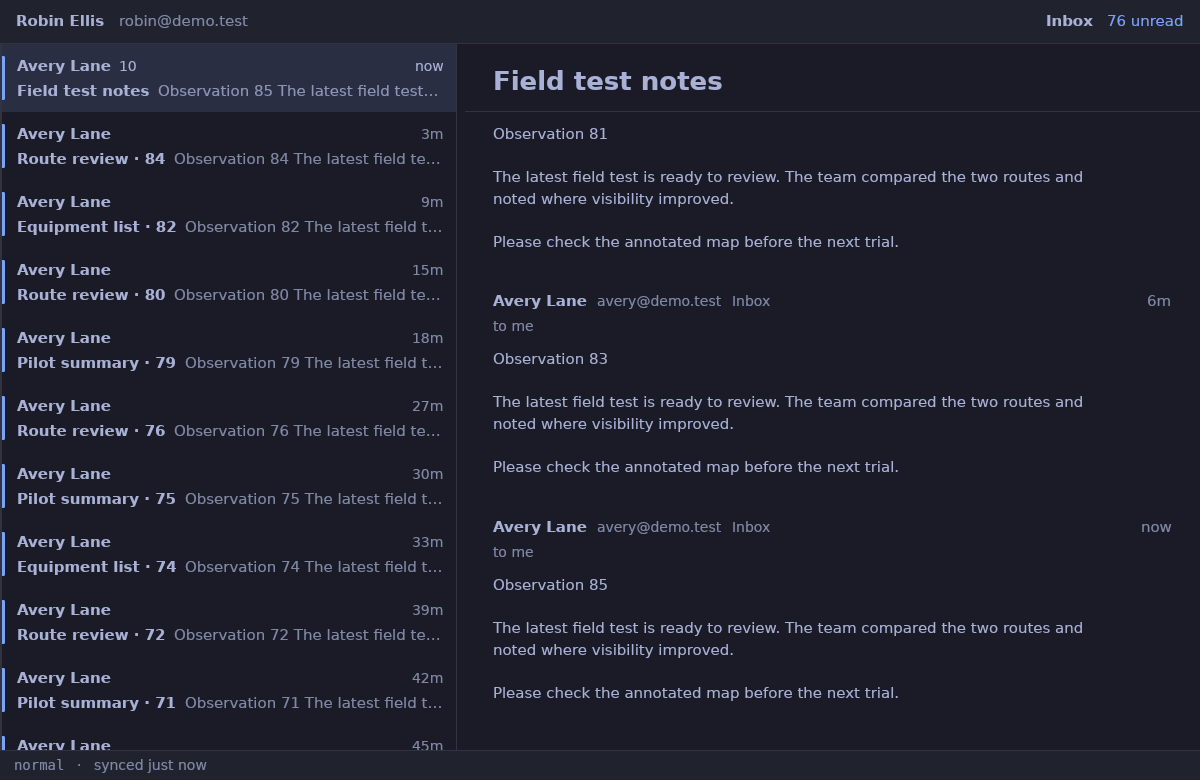 Robin Ellis robin@demo.test Inbox 76 unread
Avery Lane 10 now
Field test notes Observation 85 The latest field test…
Avery Lane 3m
Route review · 84 Observation 84 The latest field te…
Avery Lane 9m
Equipment list · 82 Observation 82 The latest field t…
Avery Lane 15m
Route review · 80 Observation 80 The latest field te…
Avery Lane 18m
Pilot summary · 79 Observation 79 The latest field t…
Avery Lane 27m
Route review · 76 Observation 76 The latest field te…
Avery Lane 30m
Pilot summary · 75 Observation 75 The latest field t…
Avery Lane 33m
Equipment list · 74 Observation 74 The latest field t…
Avery Lane 39m
Route review · 72 Observation 72 The latest field te…
Avery Lane 42m
Pilot summary · 71 Observation 71 The latest field t…
Avery Lane 45m
Field test notes
Observation 81
The latest field test is ready to review. The team compared the two routes and
noted where visibility improved.
Please check the annotated map before the next trial.
Avery Lane avery@demo.test Inbox 6m
to me
Observation 83
The latest field test is ready to review. The team compared the two routes and
noted where visibility improved.
Please check the annotated map before the next trial.
Avery Lane avery@demo.test Inbox now
to me
Observation 85
The latest field test is ready to review. The team compared the two routes and
noted where visibility improved.
Please check the annotated map before the next trial.
normal · synced just now